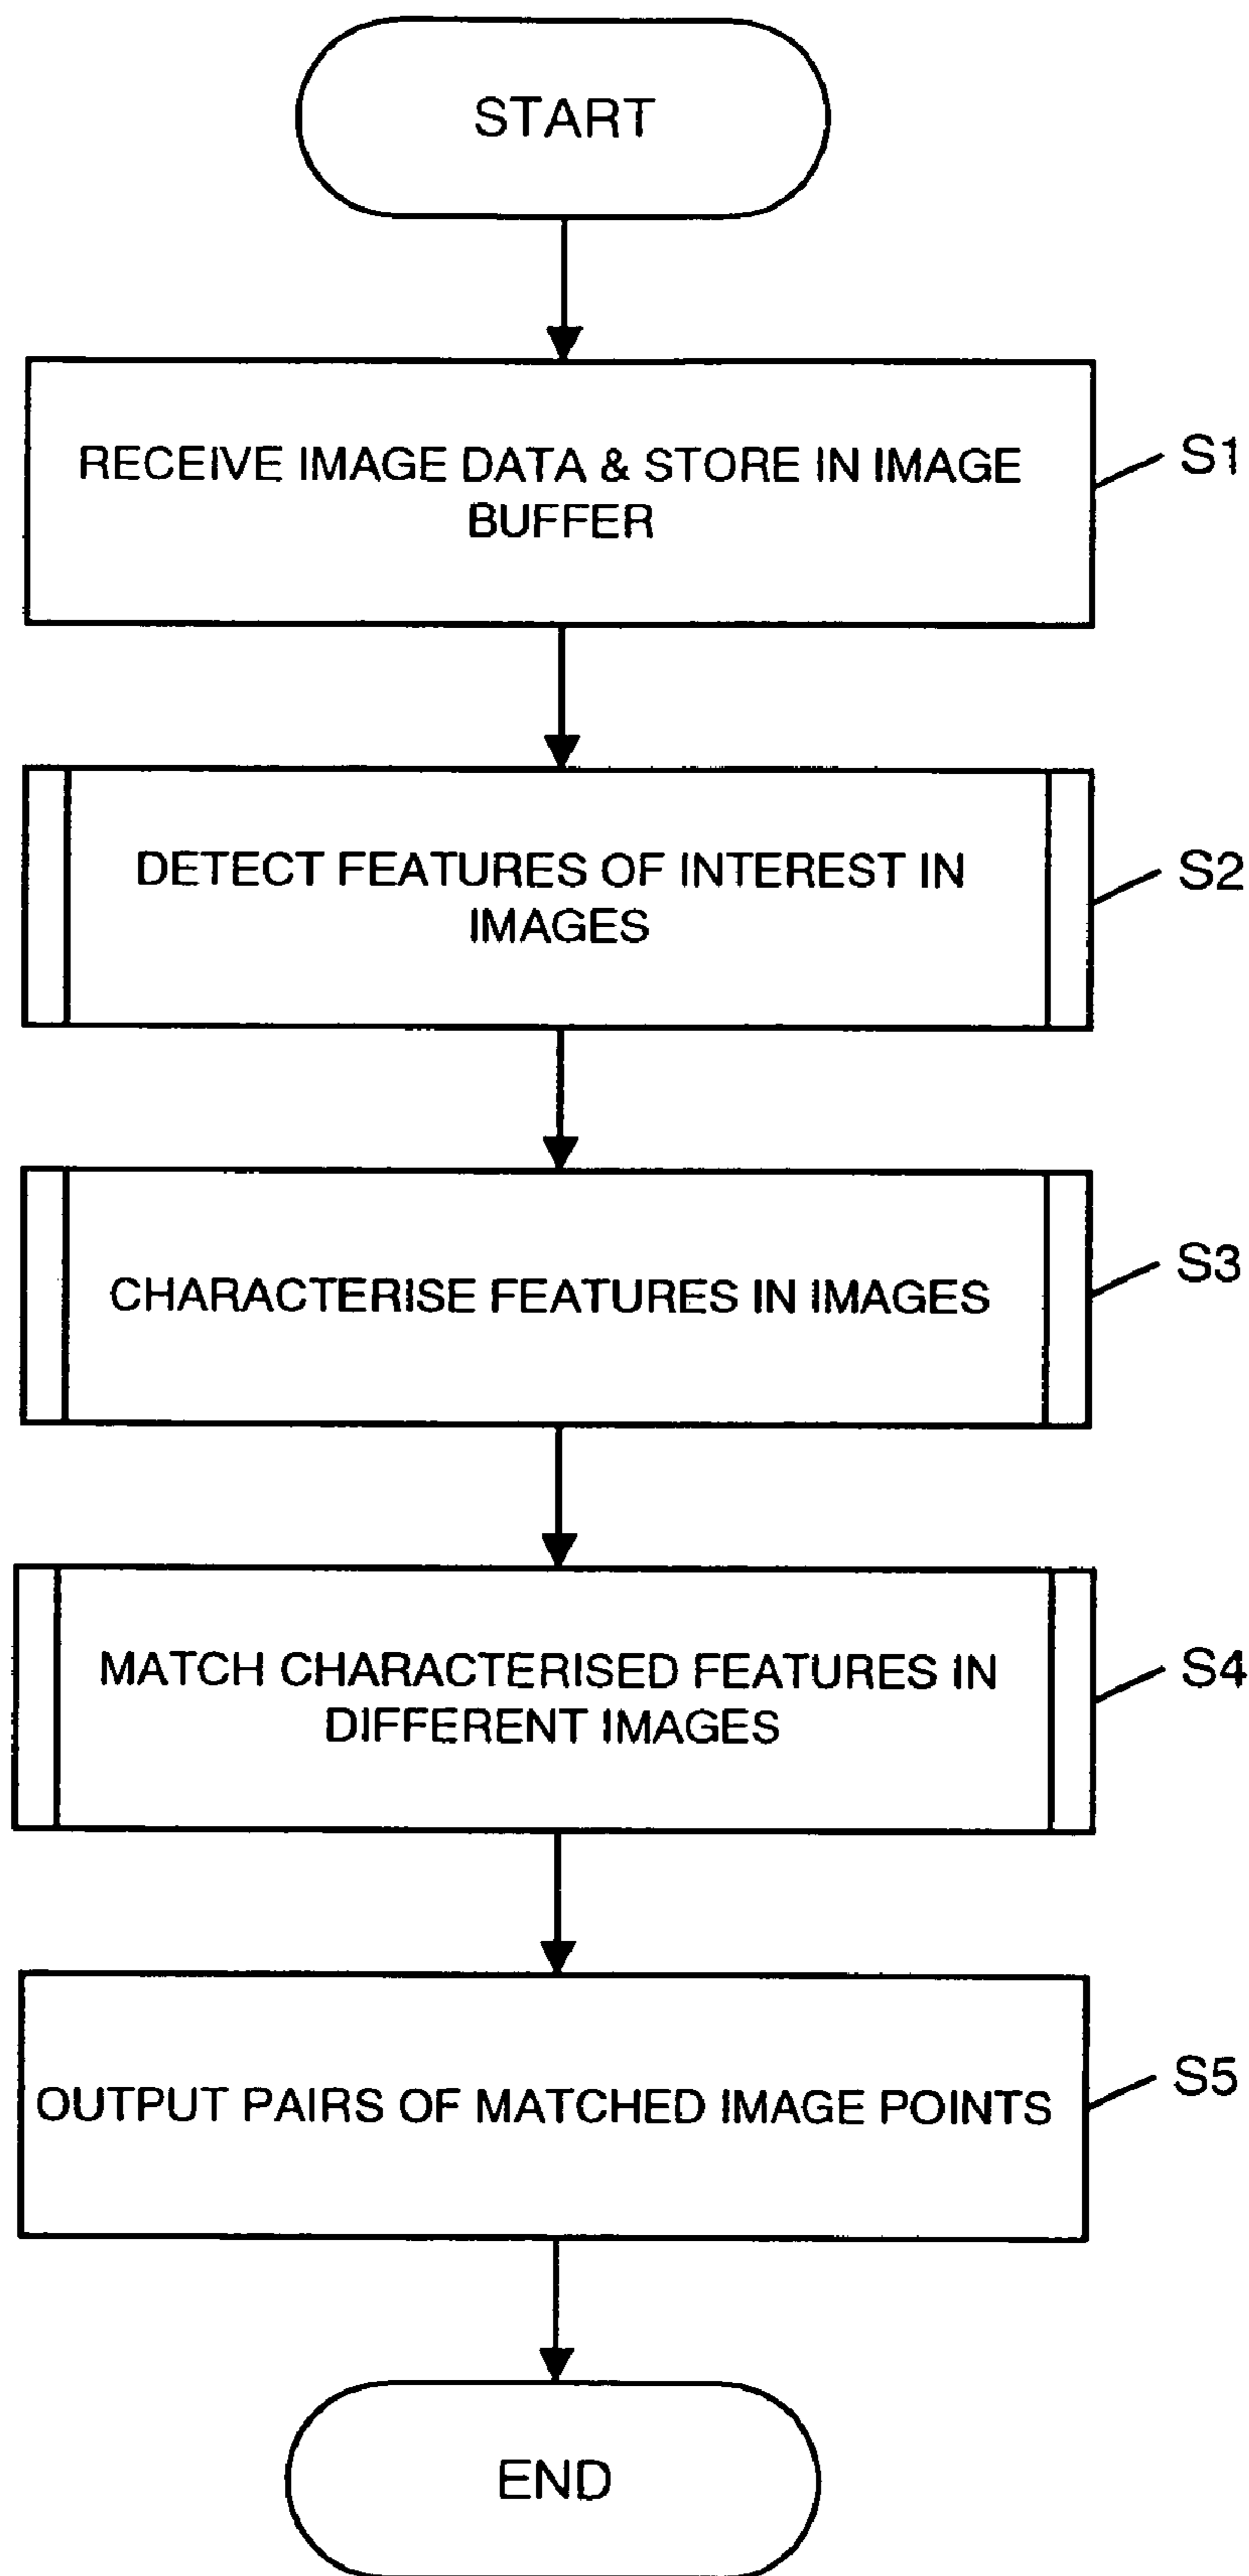 START
RECEIVE IMAGE DATA & STORE IN IMAGE
BUFFER
S1
DETECT FEATURES OF INTEREST IN
IMAGES
S2
CHARACTERISE FEATURES IN IMAGES
S3
MATCH CHARACTERISED FEATURES IN
DIFFERENT IMAGES
S4
OUTPUT PAIRS OF MATCHED IMAGE POINTS
S5
END